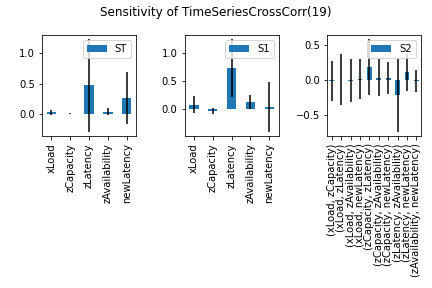 Sensitivity of TimeSeriesCrossCorr(19)
ST
1.0
0.5
0.0
xLoad
zCapacity
zLatency
zAvailability
newLatency
S1
1.0
0.5
0.0
xLoad
zCapacity
zLatency
zAvailability
newLatency
S2
0.5
0.0
−0.5
(xLoad, zCapacity)
(xLoad, zLatency)
(xLoad, zAvailability)
(xLoad, newLatency)
(zCapacity, zLatency)
(zCapacity, zAvailability)
(zCapacity, newLatency)
(zLatency, zAvailability)
(zLatency, newLatency)
(zAvailability, newLatency)